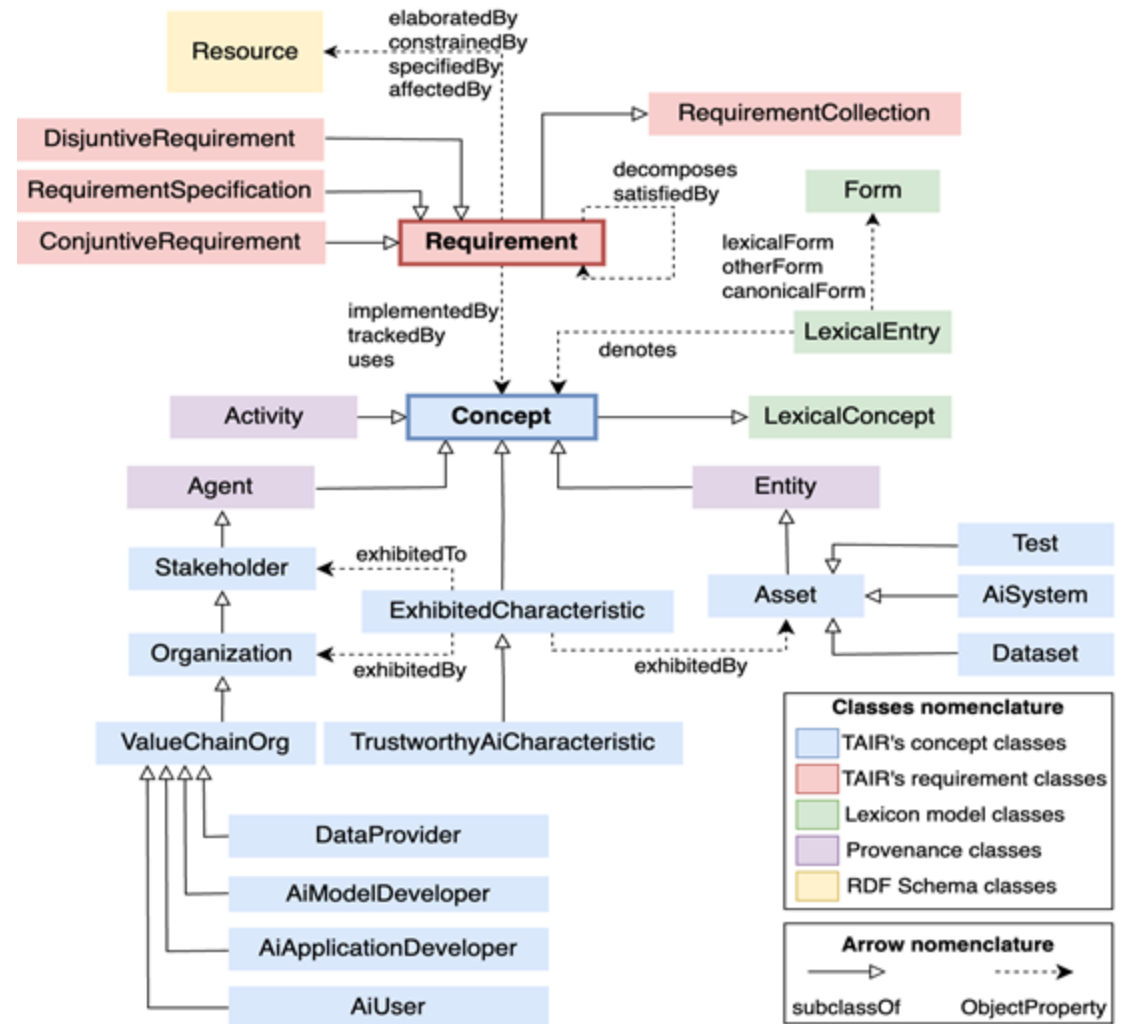 elaboratedBy
constrainedBy
specifiedBy
affectedBy
Resource
RequirementCollection
DisjuntiveRequirement
RequirementSpecification
ConjuntiveRequirement
Requirement
decomposes
satisfiedBy
Form
lexicalForm
otherForm
canonicalForm
LexicalEntry
implementedBy
trackedBy
uses
denotes
Activity
Concept
LexicalConcept
Agent
Entity
Stakeholder
exhibitedTo
ExhibitedCharacteristic
Asset
Test
AiSystem
Dataset
Organization
exhibitedBy
exhibitedBy
ValueChainOrg
TrustworthyAiCharacteristic
DataProvider
AiModelDeveloper
AiApplicationDeveloper
AiUser
Classes nomenclature
TAIR's concept classes
TAIR's requirement classes
Lexicon model classes
Provenance classes
RDF Schema classes
Arrow nomenclature
subclassOf
ObjectProperty